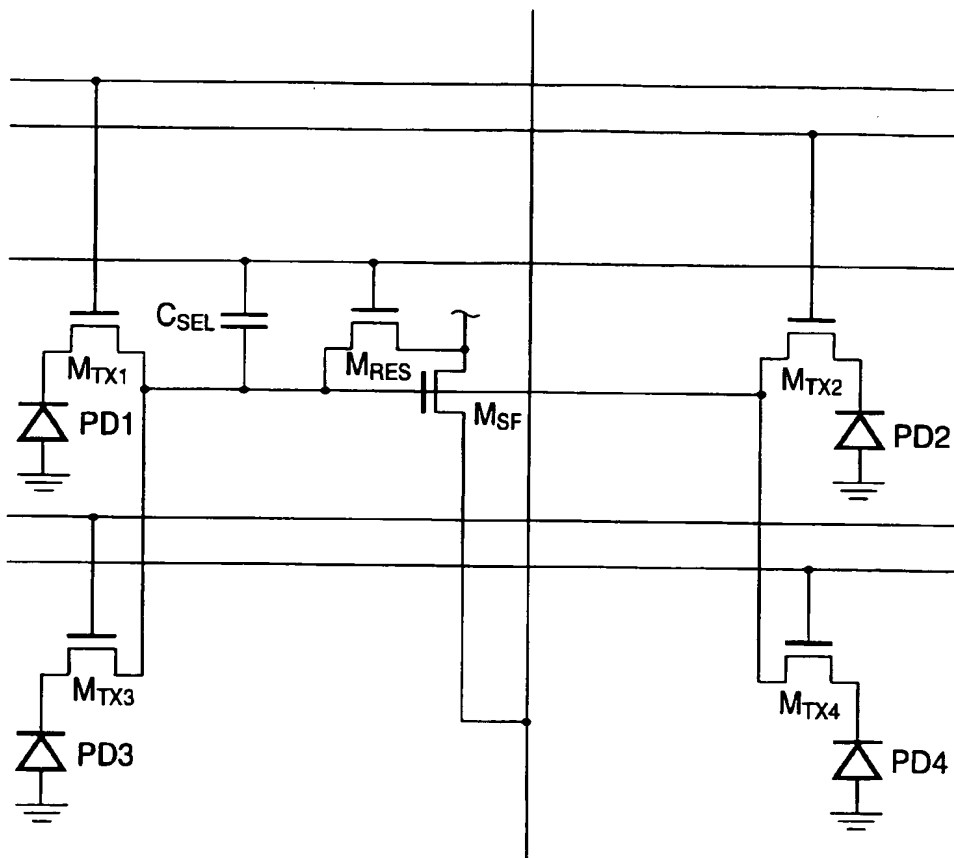 C_SEL
M_TX1
M_RES
M_TX2
PD1
M_SF
PD2
M_TX3
M_TX4
PD3
PD4